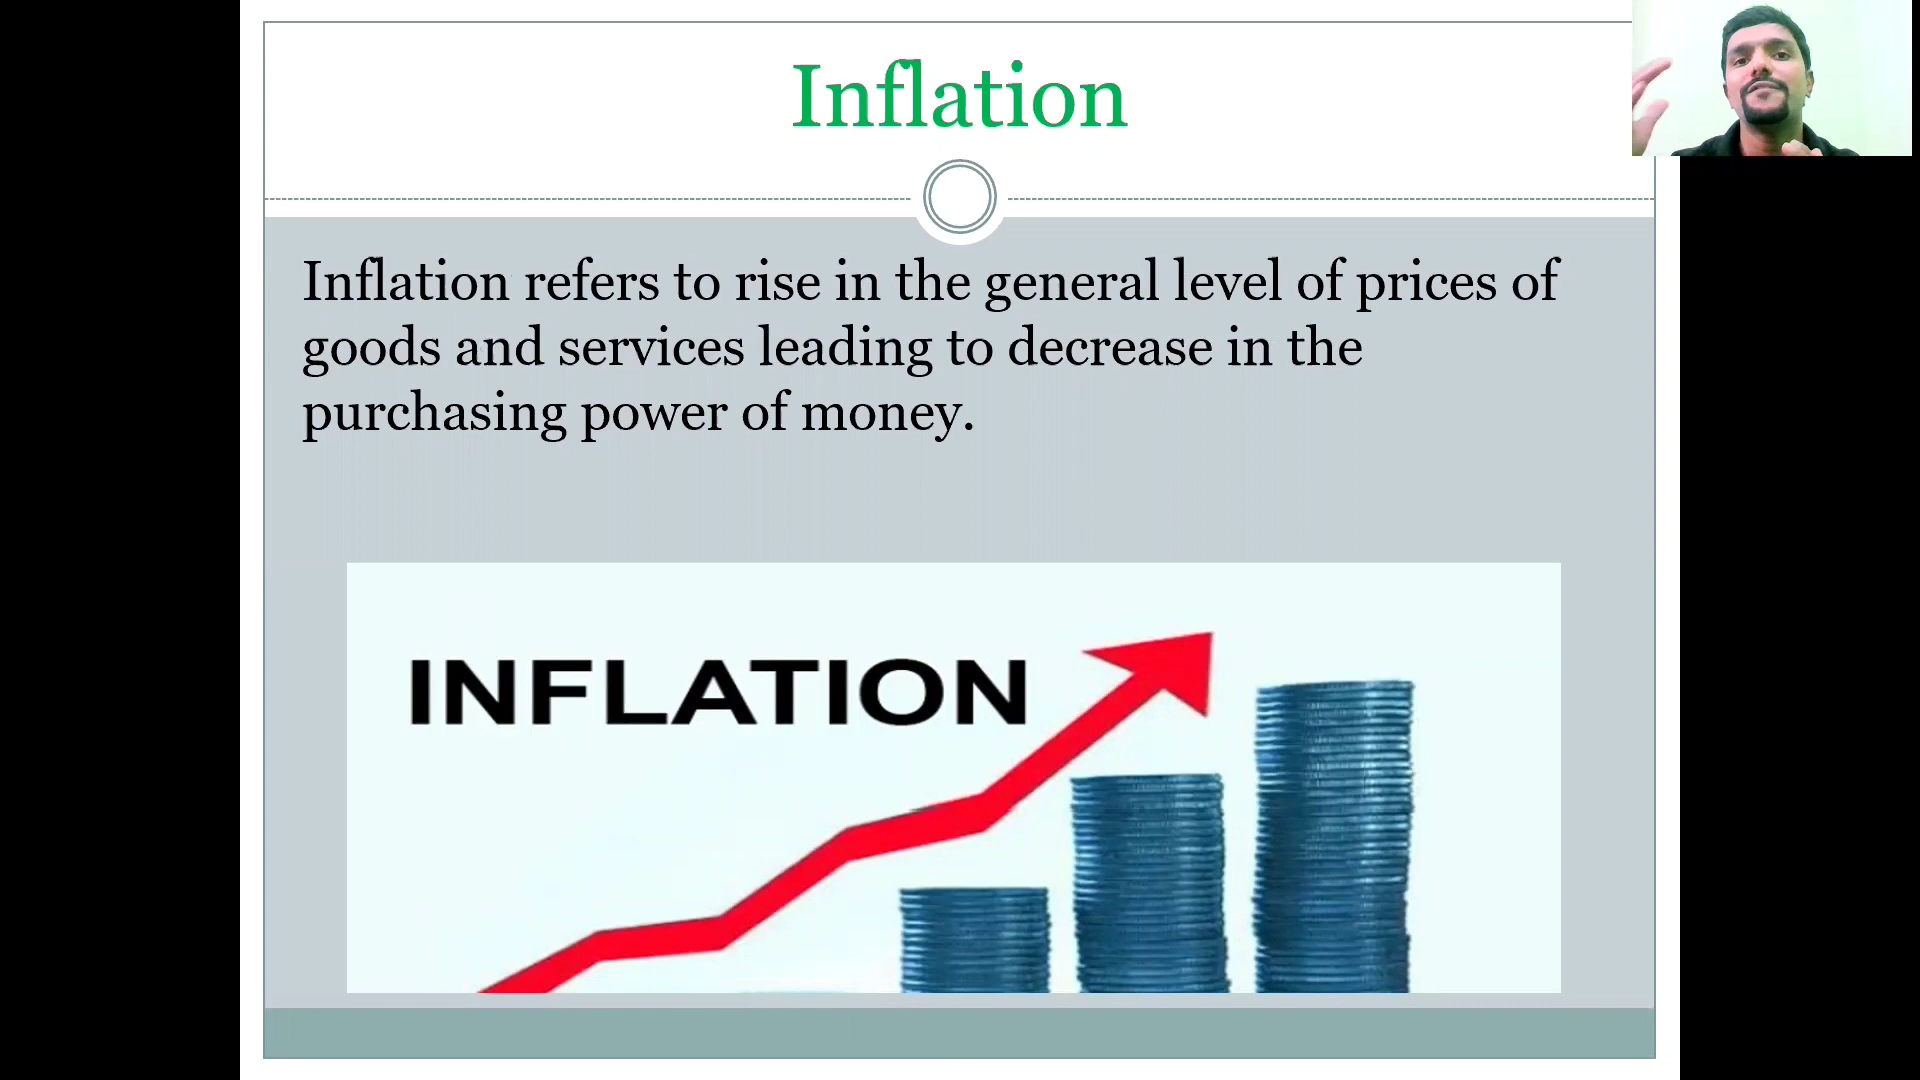 Inflation
Inflation refers to rise in the general level of prices of
goods and services leading to decrease in the
purchasing power of money.
INFLATION